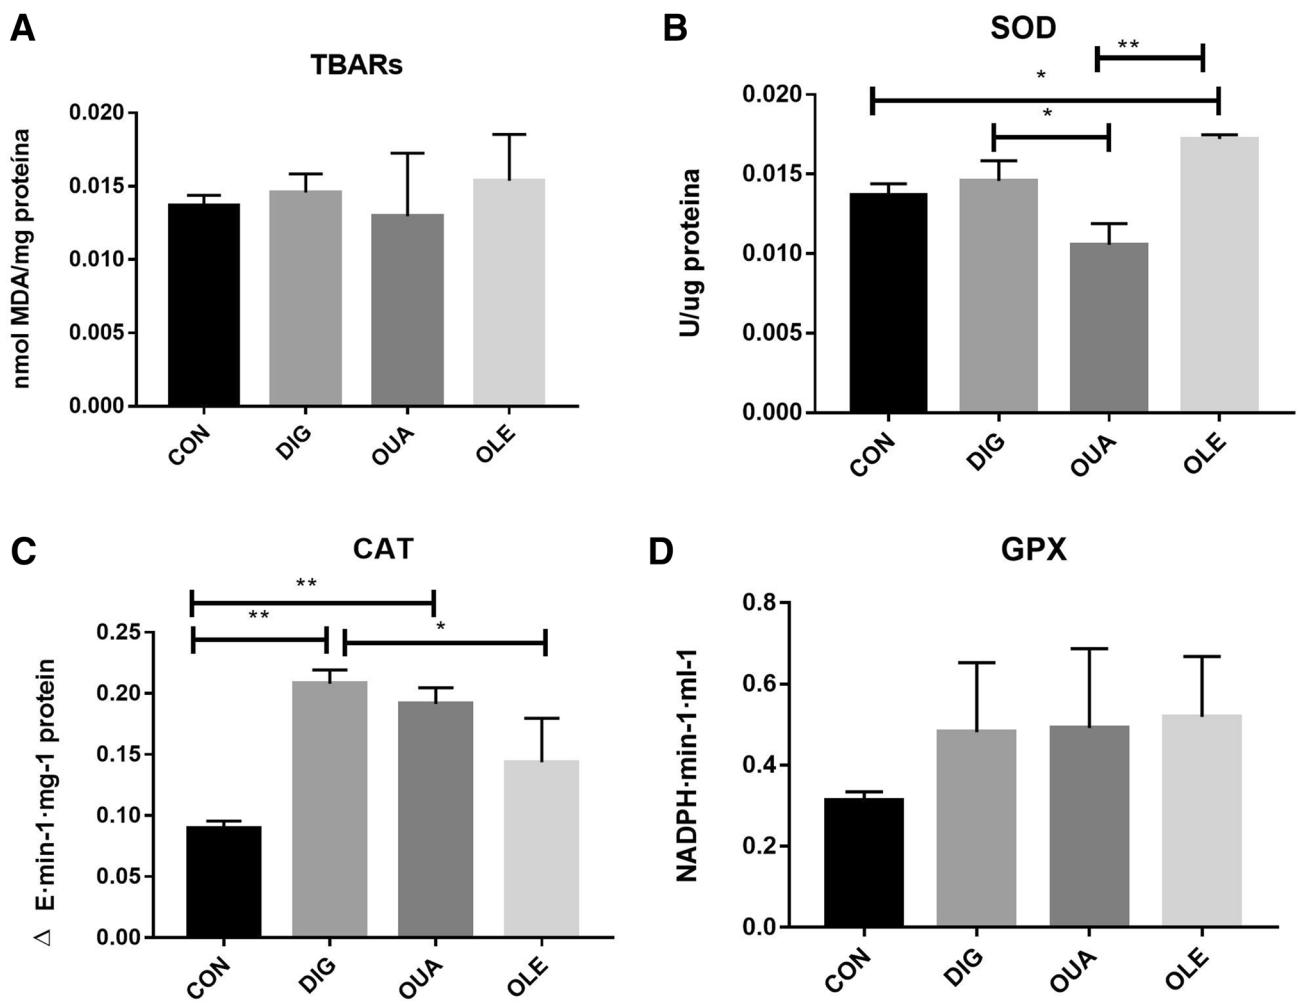 A
TBARs
nmol MDA/mg proteína
0.020
0.015
0.010
0.005
0.000
CON
DIG
OUA
OLE
B
SOD
**
*
*
U/ug proteina
0.020
0.015
0.010
0.005
0.000
CON
DIG
OUA
OLE
C
CAT
**
**
*
△ E·min-1·mg-1 protein
0.25
0.20
0.15
0.10
0.05
0.00
CON
DIG
OUA
OLE
D
GPX
NADPH·min-1·ml-1
0.8
0.6
0.4
0.2
0.0
CON
DIG
OUA
OLE